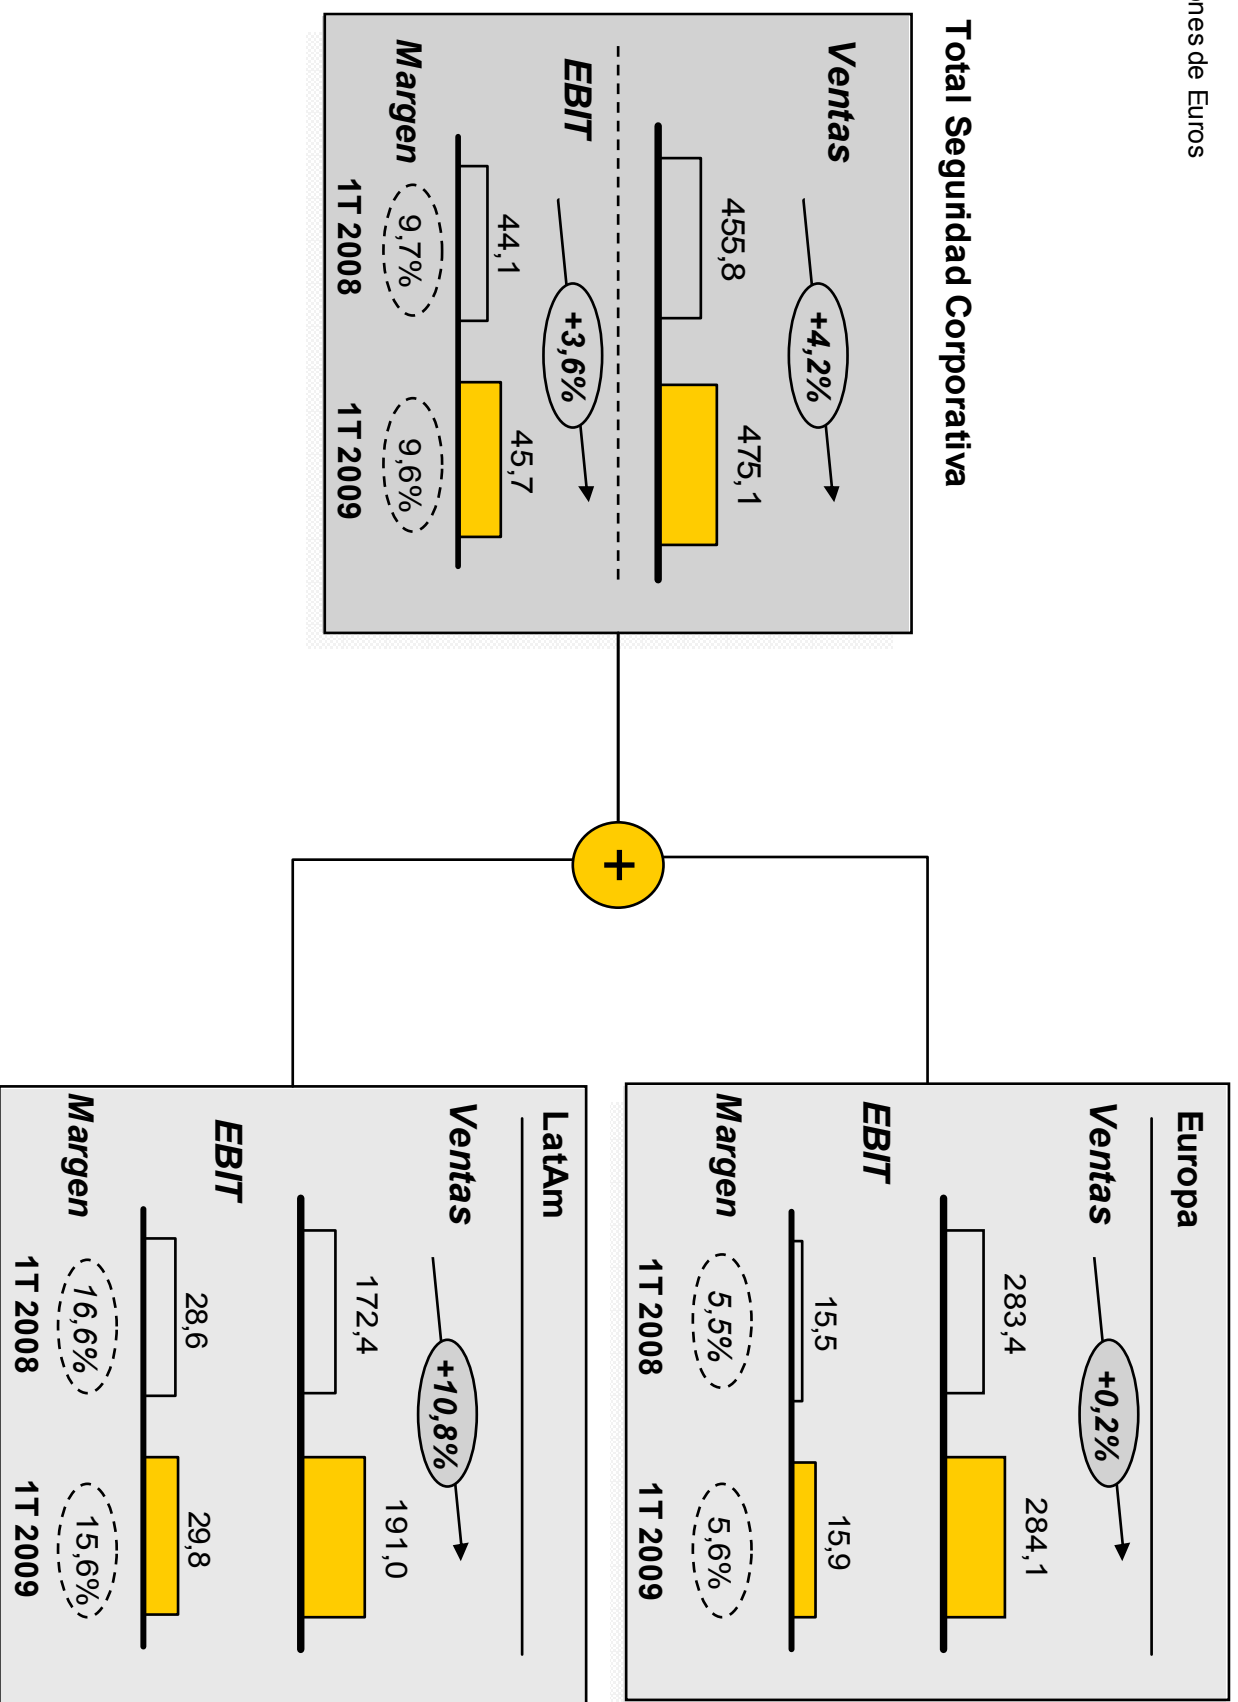 ones de Euros
Total Seguridad Corporativa
Ventas
+4,2%
455,8
475,1
EBIT
+3,6%
44,1
45,7
Margen
9,7%
9,6%
1T 2008
1T 2009
+
Europa
Ventas
+0,2%
283,4
284,1
EBIT
15,5
15,9
Margen
5,5%
5,6%
1T 2008
1T 2009
LatAm
Ventas
+10,8%
172,4
191,0
EBIT
28,6
29,8
Margen
16,6%
15,6%
1T 2008
1T 2009